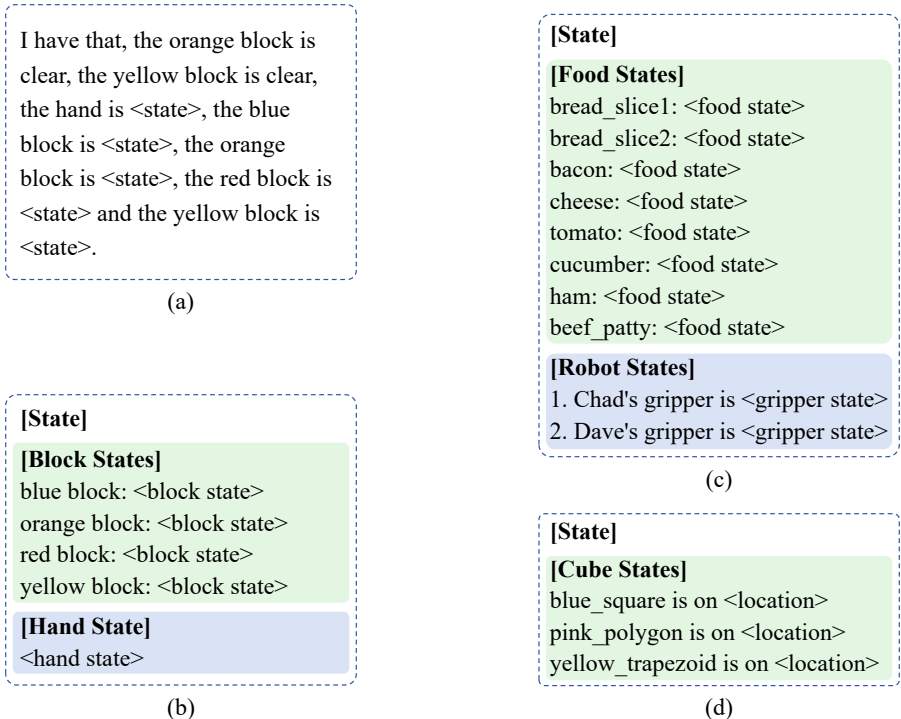 I have that, the orange block is
clear, the yellow block is clear,
the hand is <state>, the blue
block is <state>, the orange
block is <state>, the red block is
<state> and the yellow block is
<state>.
(a)
[State]
[Block States]
blue block: <block state>
orange block: <block state>
red block: <block state>
yellow block: <block state>
[Hand State]
<hand state>
(b)
[State]
[Food States]
bread_slice1: <food state>
bread_slice2: <food state>
bacon: <food state>
cheese: <food state>
tomato: <food state>
cucumber: <food state>
ham: <food state>
beef_patty: <food state>
[Robot States]
1. Chad's gripper is <gripper state>
2. Dave's gripper is <gripper state>
(c)
[State]
[Cube States]
blue_square is on <location>
pink_polygon is on <location>
yellow_trapezoid is on <location>
(d)